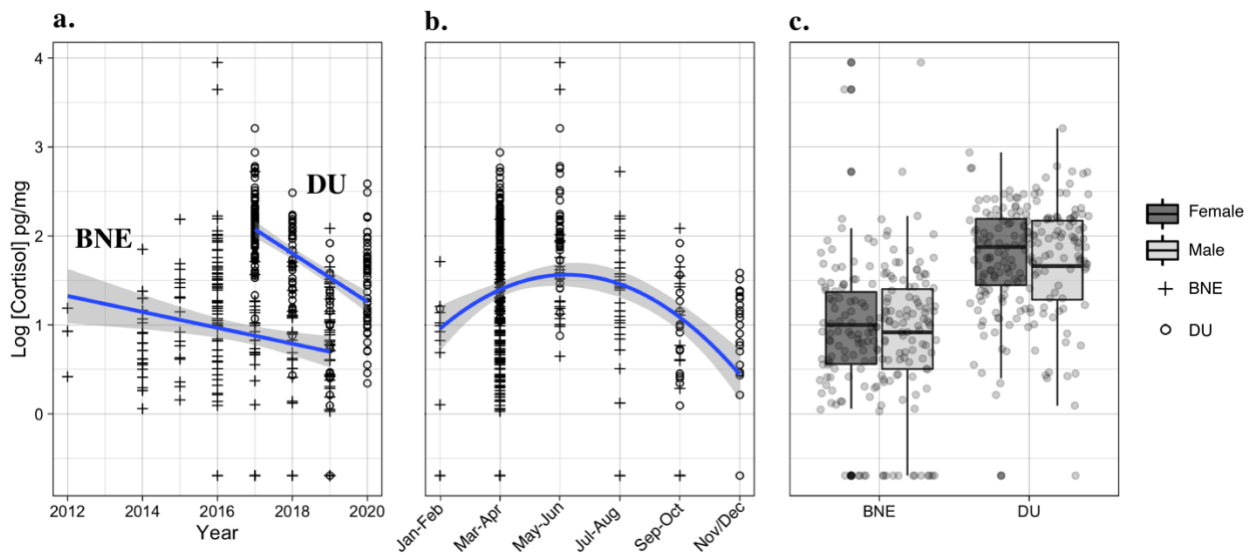 a.
b.
c.
Log [Cortisol] pg/mg
4
3
2
1
0
BNE
DU
2012
2014
2016
2018
2020
Year
Jan-Feb
Mar-Apr
May-Jun
Jul-Aug
Sep-Oct
Nov/Dec
BNE
DU
Female
Male
BNE
DU